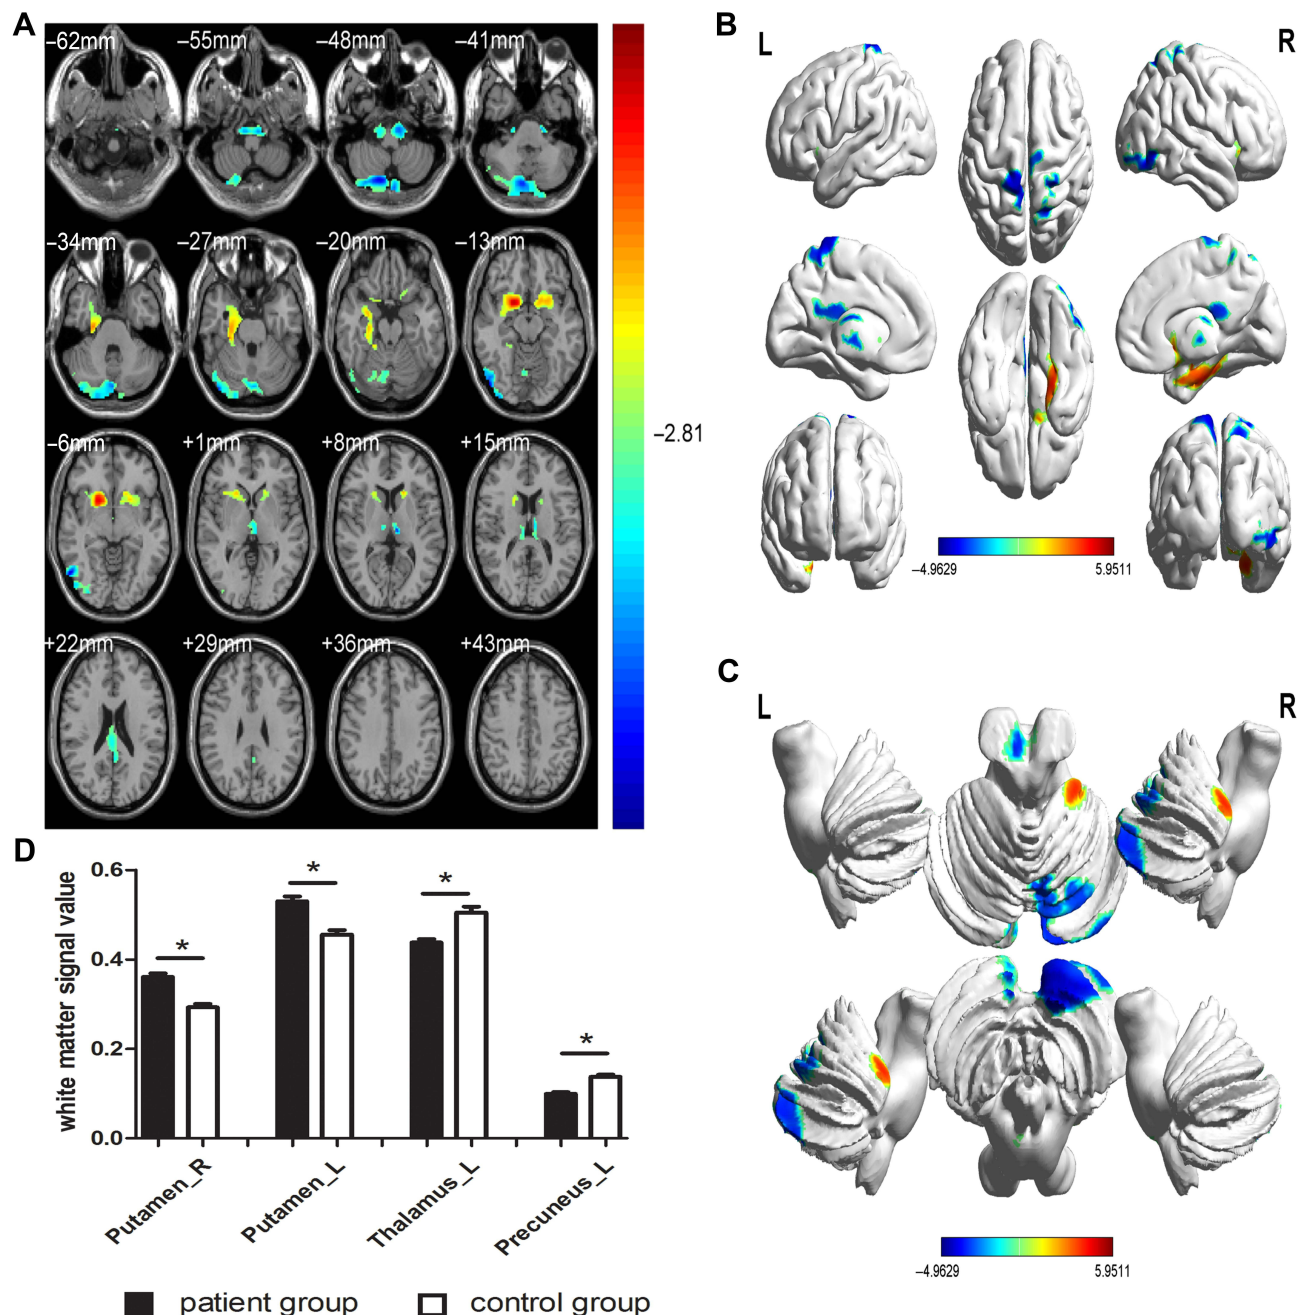 A
−62mm −55mm −48mm −41mm
−34mm −27mm −20mm −13mm
−6mm +1mm +8mm +15mm
+22mm +29mm +36mm +43mm
−2.81
B
L R
−4.9629 5.9511
C
L R
−4.9629 5.9511
D
white matter signal value
0.6
0.4
0.2
0.0
* * * *
Putamen_R Putamen_L Thalamus_L Precuneus_L
patient group control group